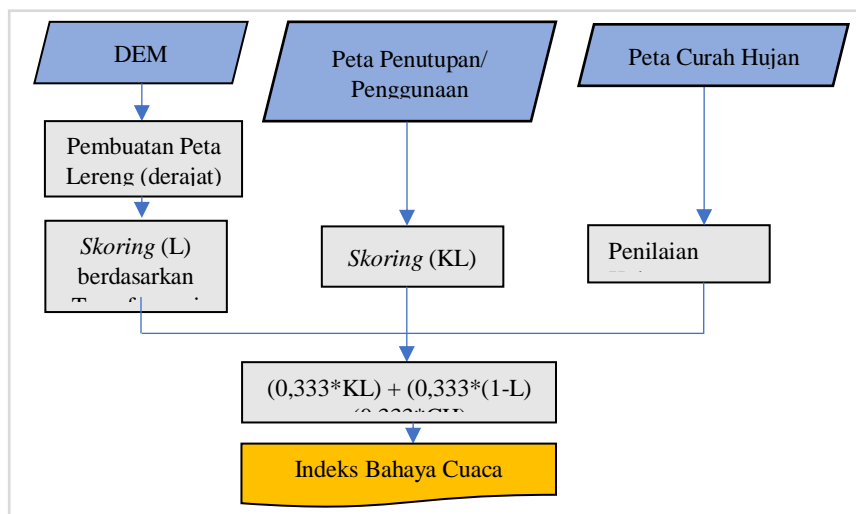 DEM
Peta Penutupan/
Penggunaan
Peta Curah Hujan
Pembuatan Peta
Lereng (derajat)
Skoring (L)
berdasarkan
Skoring (KL)
Penilaian
(0,333*KL) + (0,333*(1-L)
Indeks Bahaya Cuaca